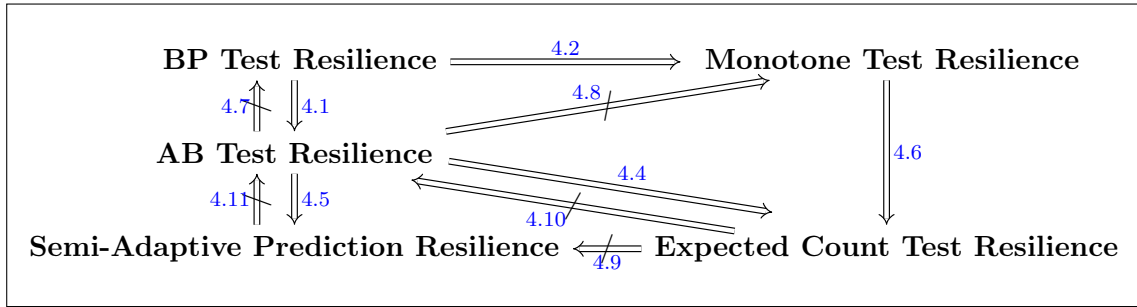 BP Test Resilience 4.2 Monotone Test Resilience
4.7 4.1 4.8
AB Test Resilience 4.4 4.6
4.11 4.5 4.10
Semi-Adaptive Prediction Resilience 4.9 Expected Count Test Resilience